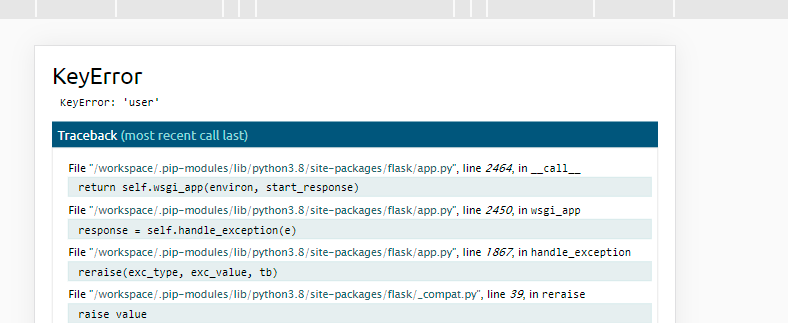 KeyError
KeyError: 'user'
Traceback (most recent call last)
File "/workspace/.pip-modules/lib/python3.8/site-packages/flask/app.py", line 2464, in __call__
return self.wsgi_app(environ, start_response)
File "/workspace/.pip-modules/lib/python3.8/site-packages/flask/app.py", line 2450, in wsgi_app
response = self.handle_exception(e)
File "/workspace/.pip-modules/lib/python3.8/site-packages/flask/app.py", line 1867, in handle_exception
reraise(exc_type, exc_value, tb)
File "/workspace/.pip-modules/lib/python3.8/site-packages/flask/_compat.py", line 39, in reraise
raise value